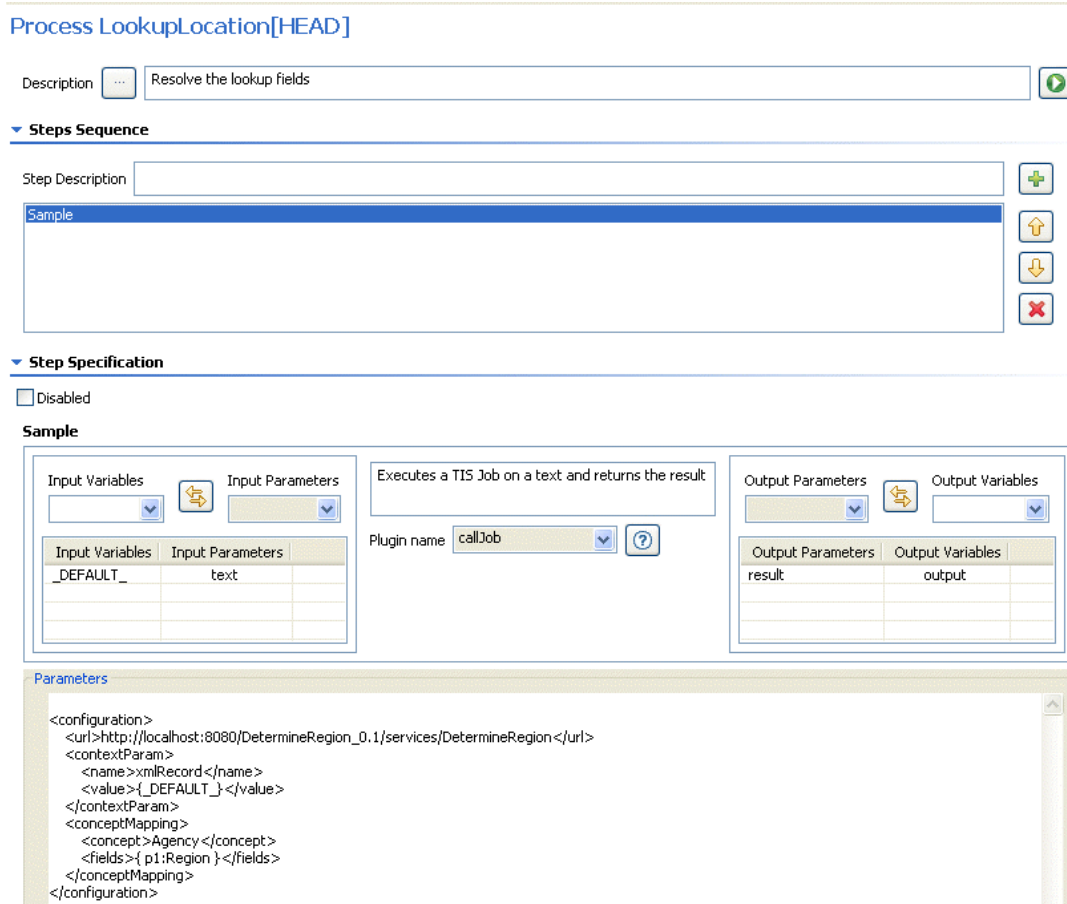 Process LookupLocation[HEAD]
Description ... Resolve the lookup fields
Steps Sequence
Step Description
Sample
Step Specification
Disabled
Sample
Input Variables Input Parameters
Executes a TIS Job on a text and returns the result
Output Parameters Output Variables
Plugin name callJob ?
Input Variables Input Parameters
Output Parameters Output Variables
_DEFAULT_ text
result output
Parameters
<configuration>
<url>http://localhost:8080/DetermineRegion_0.1/services/DetermineRegion</url>
<contextParam>
<name>xmlRecord</name>
<value>{_DEFAULT_}</value>
</contextParam>
<conceptMapping>
<concept>Agency</concept>
<fields>{ p1:Region }</fields>
</conceptMapping>
</configuration>